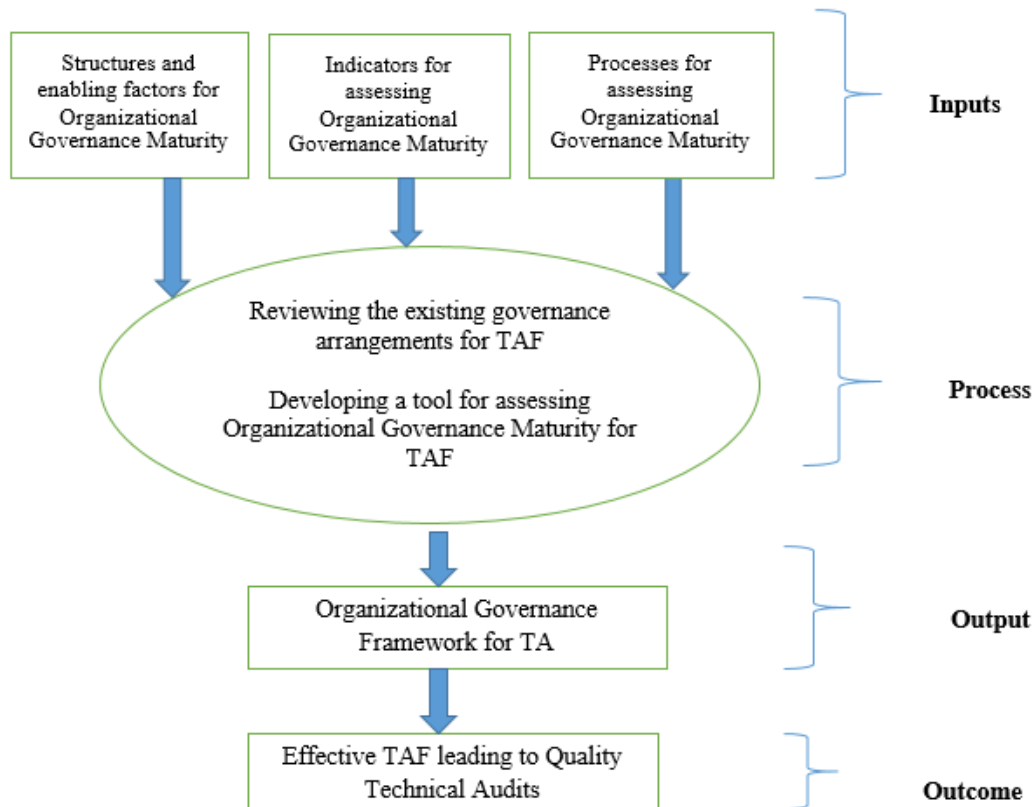 Structures and
enabling factors for
Organizational
Governance Maturity
Indicators for
assessing
Organizational
Governance Maturity
Processes for
assessing
Organizational
Governance Maturity
Inputs
Reviewing the existing governance
arrangements for TAF
Developing a tool for assessing
Organizational Governance Maturity for
TAF
Process
Organizational Governance
Framework for TA
Output
Effective TAF leading to Quality
Technical Audits
Outcome